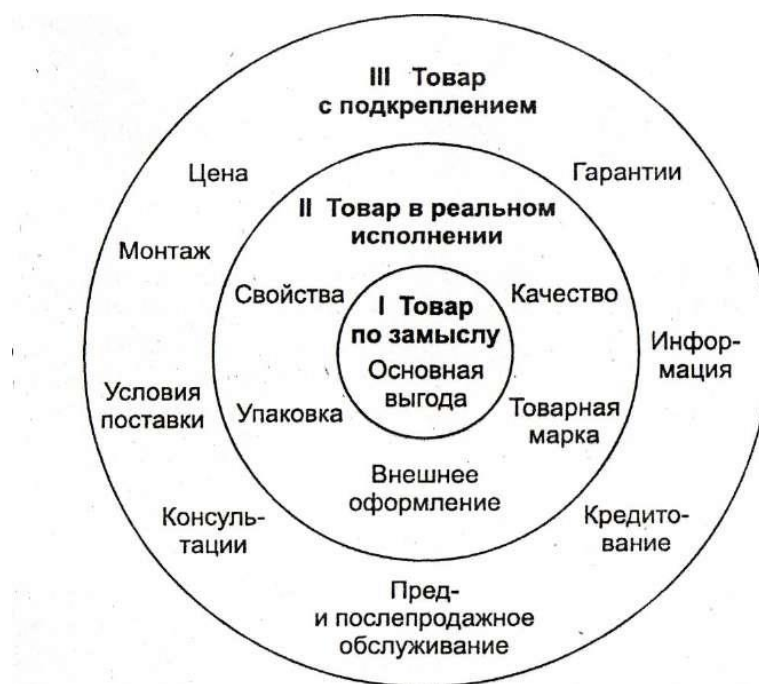 III Товар
с подкреплением
Цена
Гарантии
II Товар в реальном
исполнении
Монтаж
Свойства
Качество
I Товар
по замыслу
Основная
выгода
Инфор-
мация
Условия
поставки
Упаковка
Товарная
марка
Внешнее
оформление
Консуль-
тации
Кредито-
вание
Пред-
и послепродажное
обслуживание